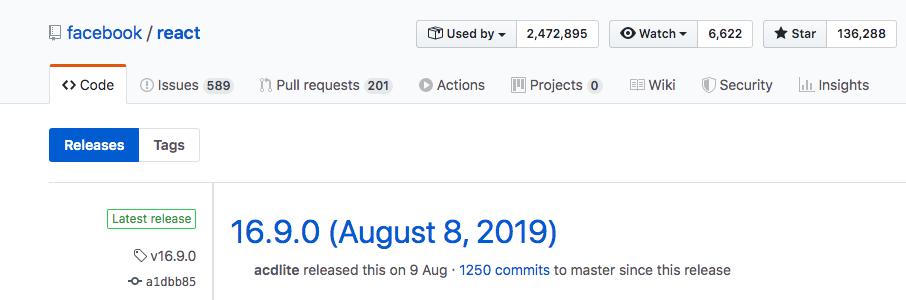 facebook / react
Used by 2,472,895 Watch 6,622 Star 136,288
Code Issues 589 Pull requests 201 Actions Projects 0 Wiki Security Insights
Releases Tags
Latest release
v16.9.0
a1dbb85
16.9.0 (August 8, 2019)
acdlite released this on 9 Aug · 1250 commits to master since this release